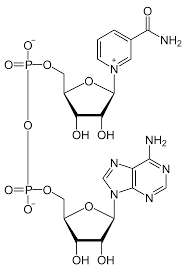 O⁻ O
O=P-O NH₂
O N⁺
O
OH OH
O
NH₂
O=P-O N N
O⁻ O N N
OH OH